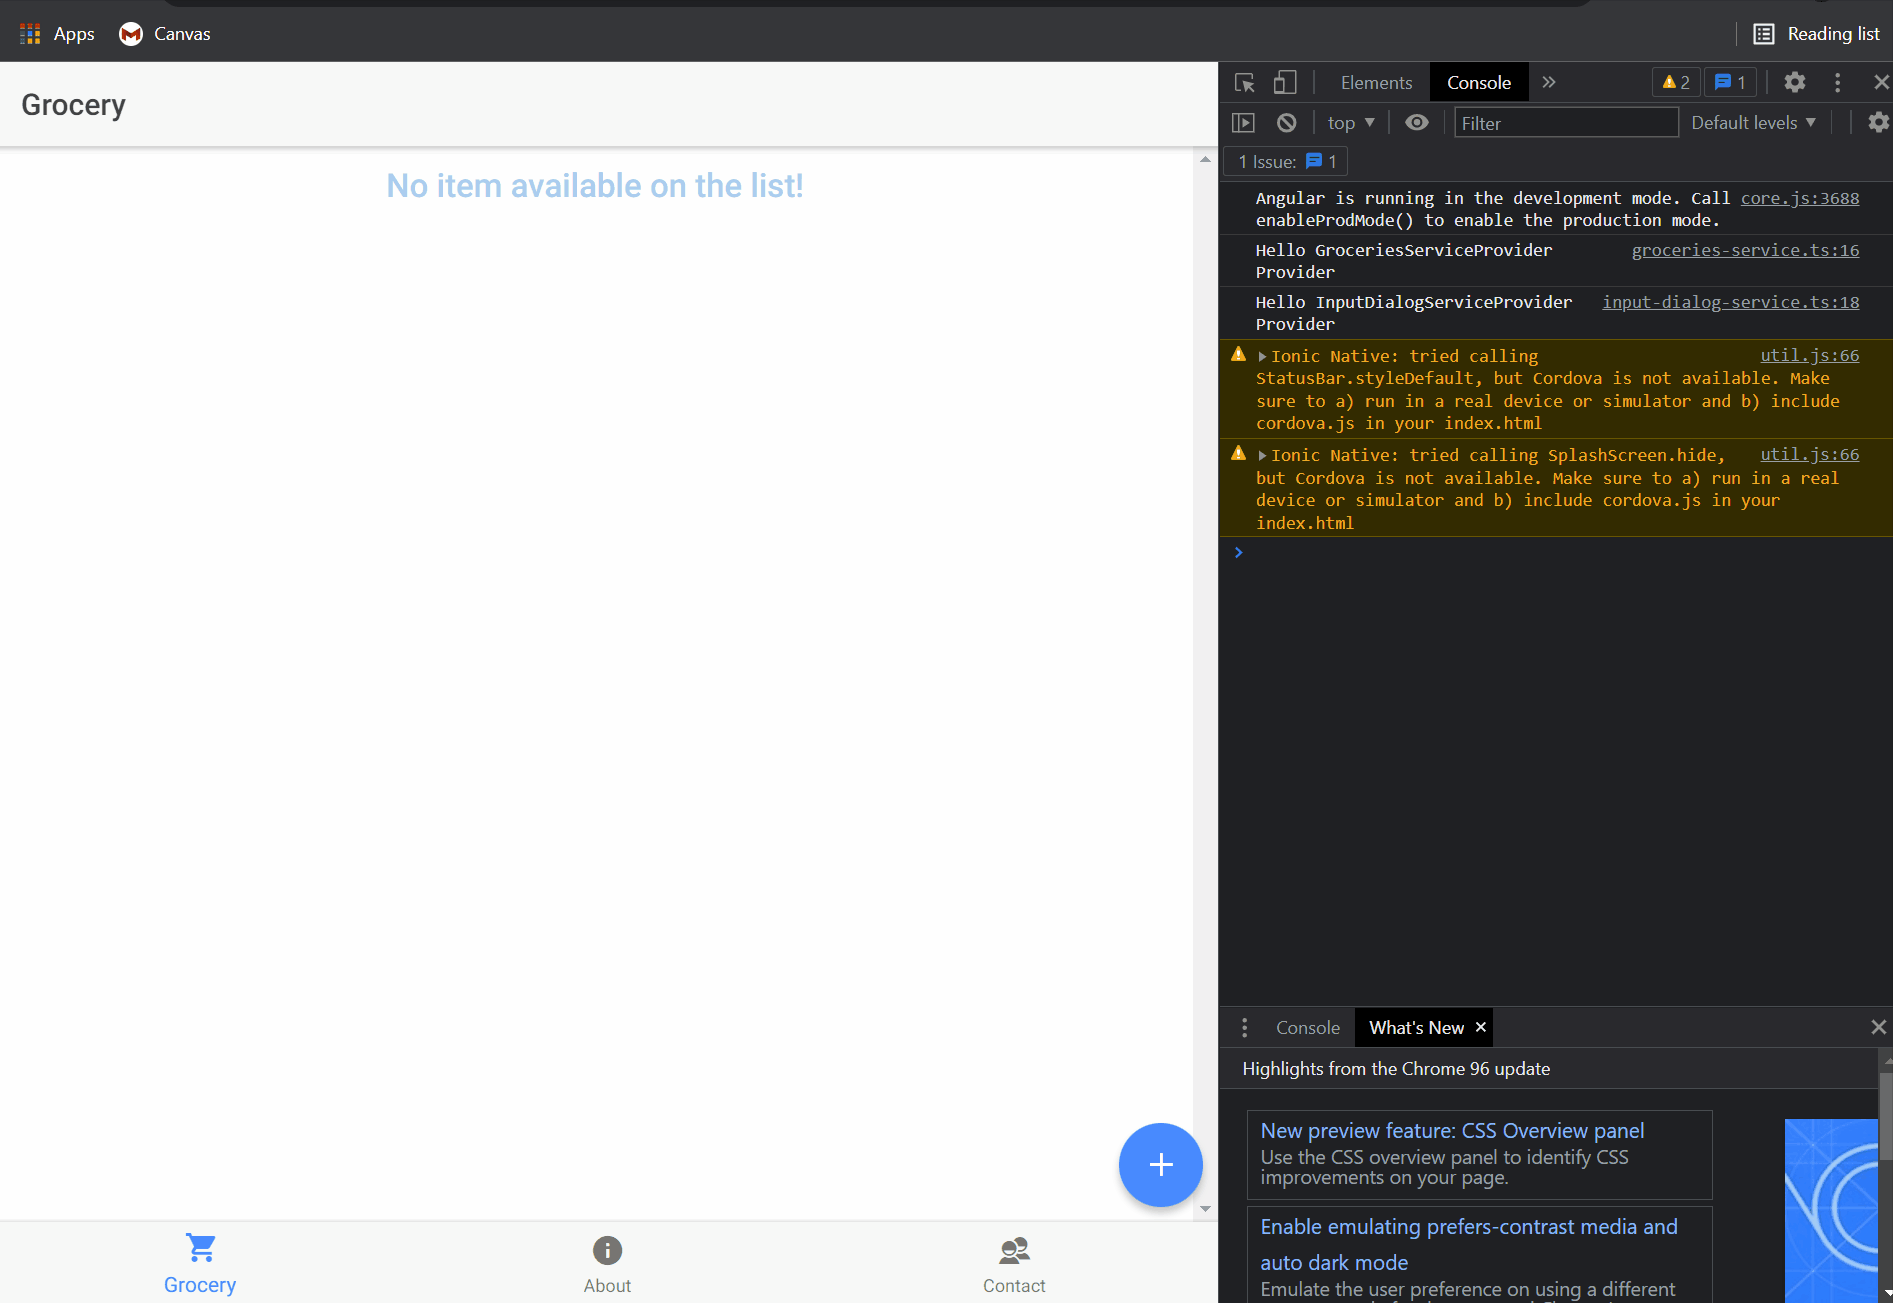 Apps
Canvas
Reading list
Grocery
No item available on the list!
Elements
Console
2
1
top
Filter
Default levels
1 Issue:
1
Angular is running in the development mode. Call core.js:3688
enableProdMode() to enable the production mode.
Hello GroceriesServiceProvider groceries-service.ts:16
Provider
Hello InputDialogServiceProvider input-dialog-service.ts:18
Provider
Ionic Native: tried calling util.js:66
StatusBar.styleDefault, but Cordova is not available. Make
sure to a) run in a real device or simulator and b) include
cordova.js in your index.html
Ionic Native: tried calling SplashScreen.hide, util.js:66
but Cordova is not available. Make sure to a) run in a real
device or simulator and b) include cordova.js in your
index.html
Console
What's New
Highlights from the Chrome 96 update
New preview feature: CSS Overview panel
Use the CSS overview panel to identify CSS
improvements on your page.
Enable emulating prefers-contrast media and
auto dark mode
Emulate the user preference on using a different
Grocery
About
Contact